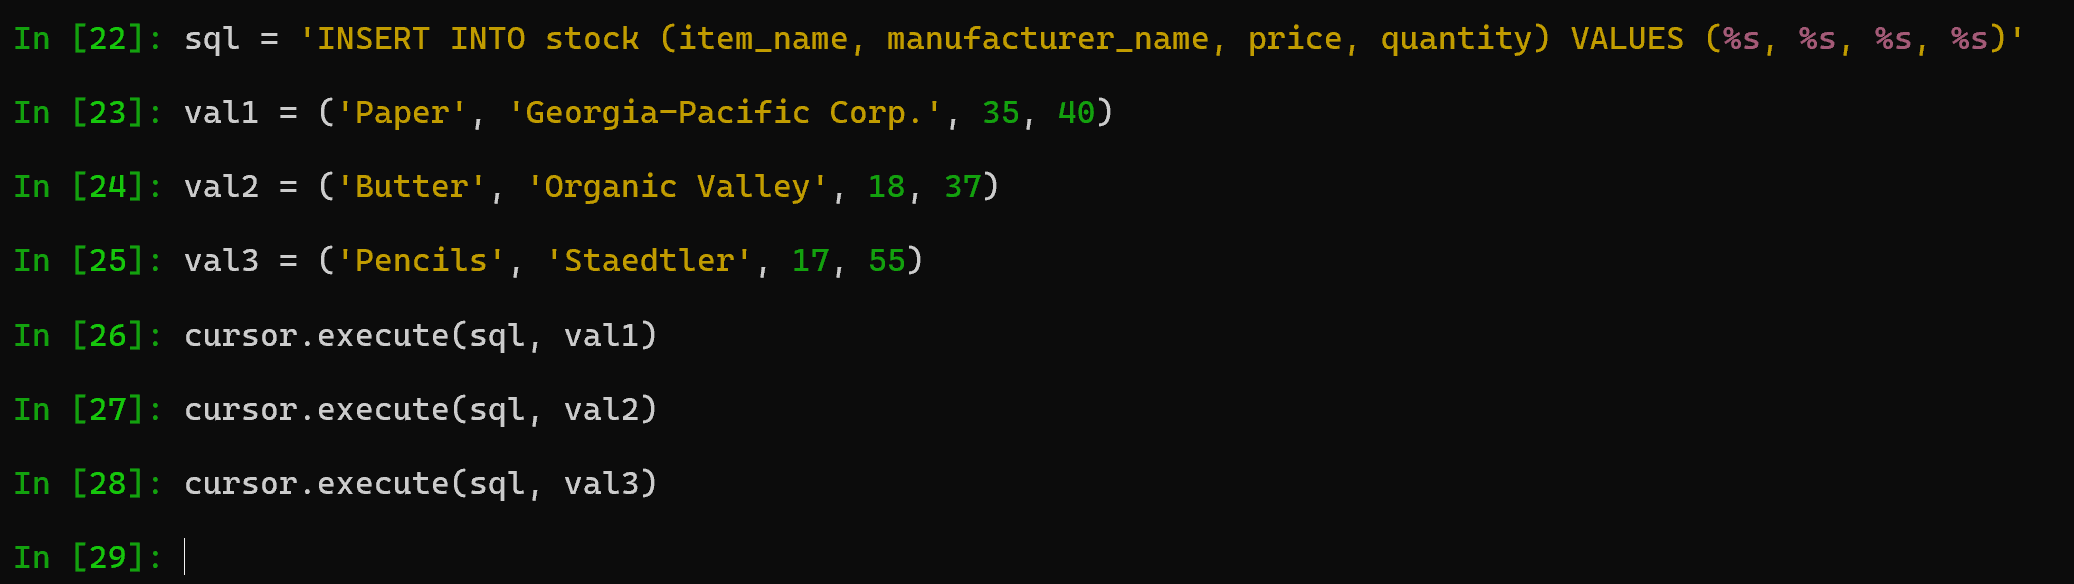 In [22]: sql = 'INSERT INTO stock (item_name, manufacturer_name, price, quantity) VALUES (%s, %s, %s, %s)'
In [23]: val1 = ('Paper', 'Georgia-Pacific Corp.', 35, 40)
In [24]: val2 = ('Butter', 'Organic Valley', 18, 37)
In [25]: val3 = ('Pencils', 'Staedtler', 17, 55)
In [26]: cursor.execute(sql, val1)
In [27]: cursor.execute(sql, val2)
In [28]: cursor.execute(sql, val3)
In [29]: